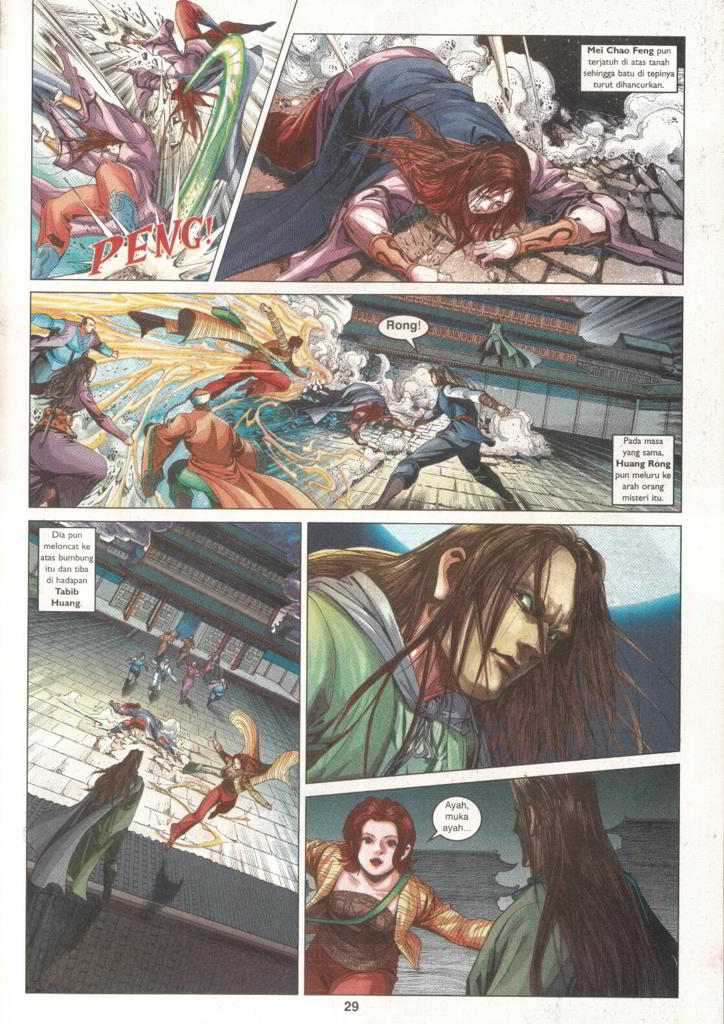 PENG!
Mei Chao Feng pun
terjatuh di atas tanah
sehingga batu di tepinya
turut dihancurkan.
Rong!
Pada masa
yang sama,
Huang Rong
pun meluru ke
arah orang
misteri itu.
Dia pun
meloncat ke
atas bumbung
itu dan tiba
di hadapan
Tabib
Huang.
Ayah,
muka
ayah...
29